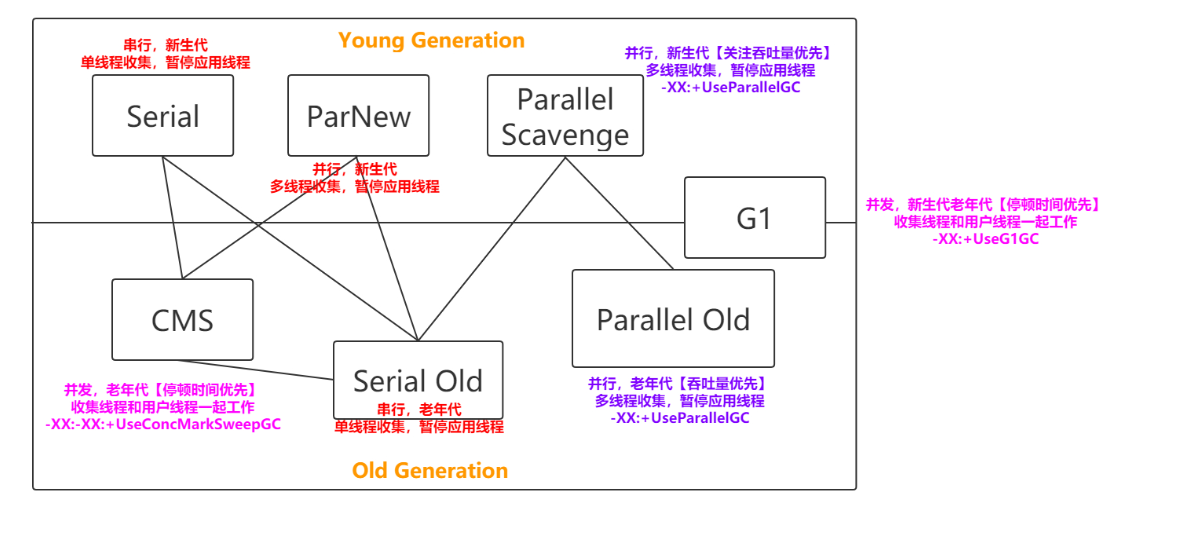 Young Generation
串行，新生代
单线程收集，暂停应用线程
Serial
ParNew
并行，新生代
多线程收集，暂停应用线程
Parallel
Scavenge
并行，新生代【关注吞吐量优先】
多线程收集，暂停应用线程
-XX:+UseParallelGC
G1
并发，新生代老年代【停顿时间优先】
收集线程和用户线程一起工作
-XX:+UseG1GC
CMS
并发，老年代【停顿时间优先】
收集线程和用户线程一起工作
-XX:-XX:+UseConcMarkSweepGC
Serial Old
串行，老年代
单线程收集，暂停应用线程
Parallel Old
并行，老年代【吞吐量优先】
多线程收集，暂停应用线程
-XX:+UseParallelGC
Old Generation